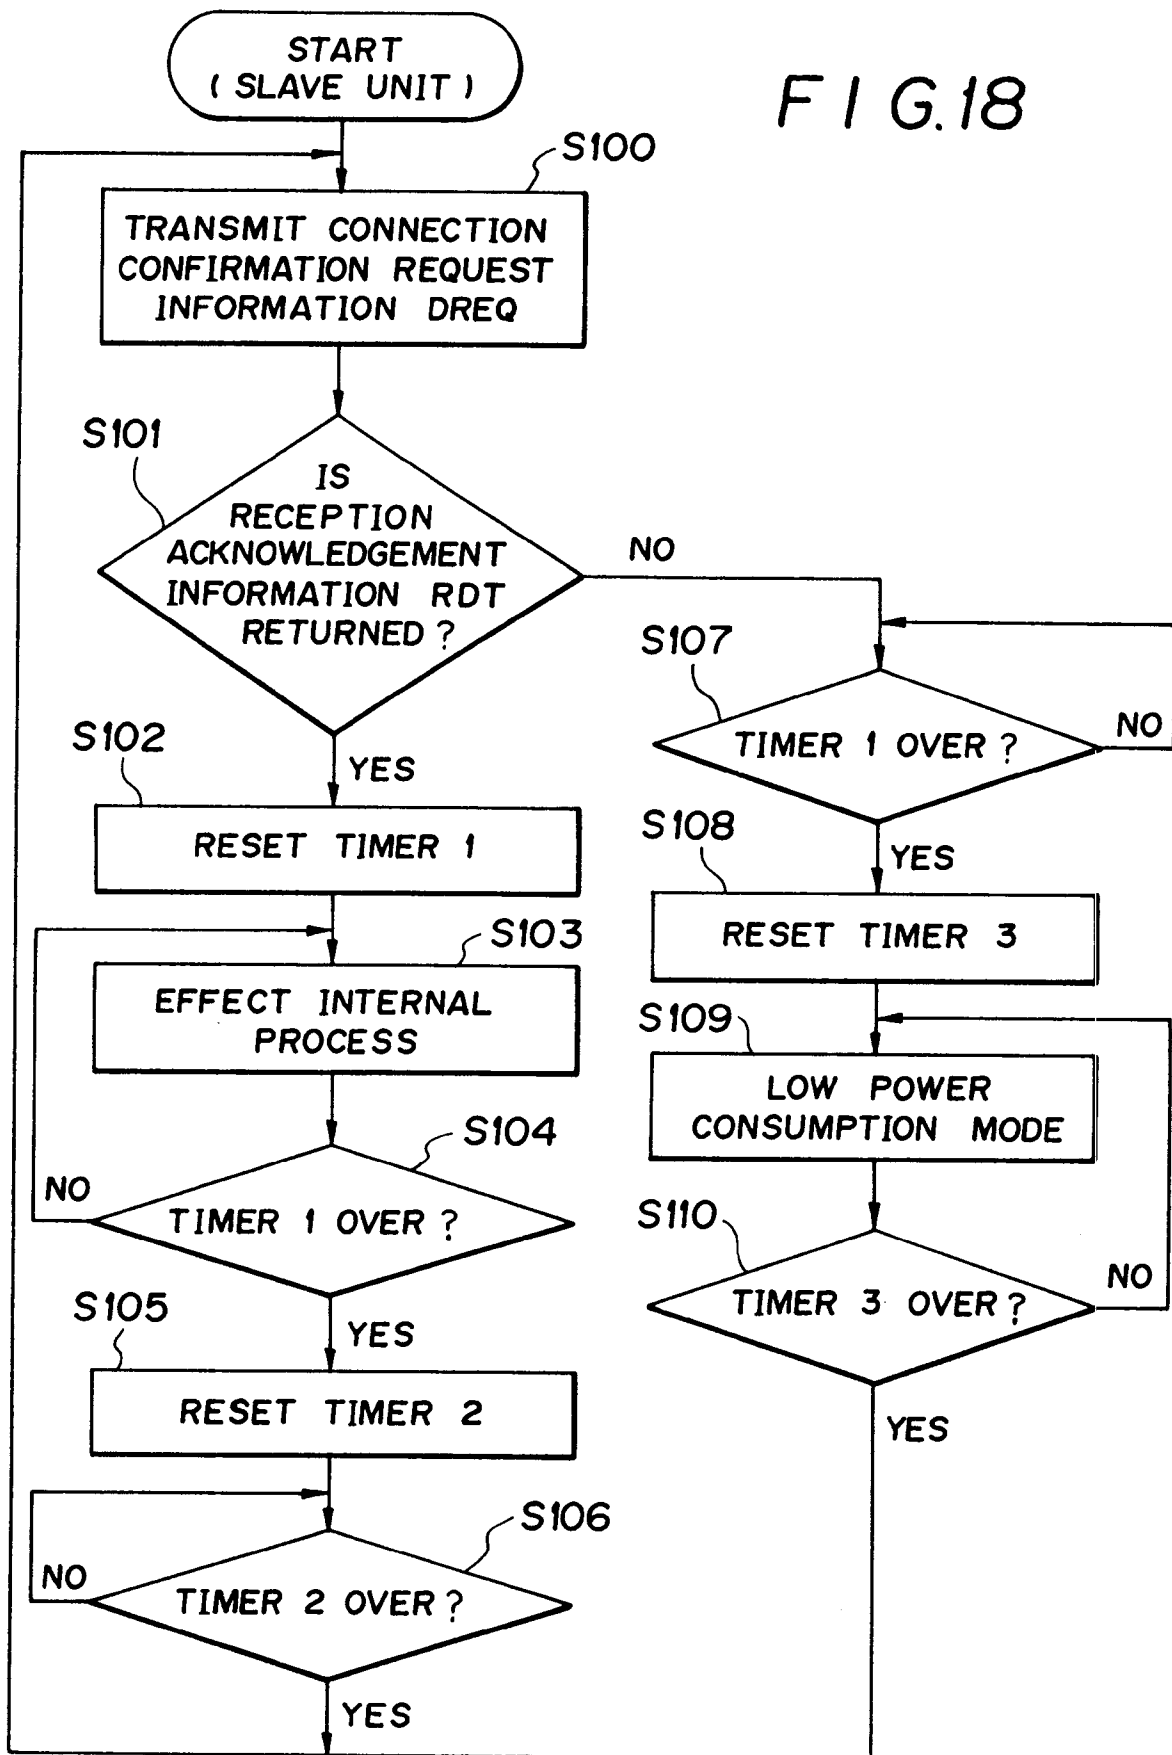 START
( SLAVE UNIT )
FIG.18
S100
TRANSMIT CONNECTION
CONFIRMATION REQUEST
INFORMATION DREQ
S101
IS
RECEPTION
ACKNOWLEDGEMENT
INFORMATION RDT
RETURNED ?
NO
YES
S102
RESET TIMER 1
S103
EFFECT INTERNAL
PROCESS
S104
TIMER 1 OVER ?
NO
YES
S105
RESET TIMER 2
S106
TIMER 2 OVER ?
NO
YES
S107
TIMER 1 OVER ?
NO
YES
S108
RESET TIMER 3
S109
LOW POWER
CONSUMPTION MODE
S110
TIMER 3 OVER ?
NO
YES